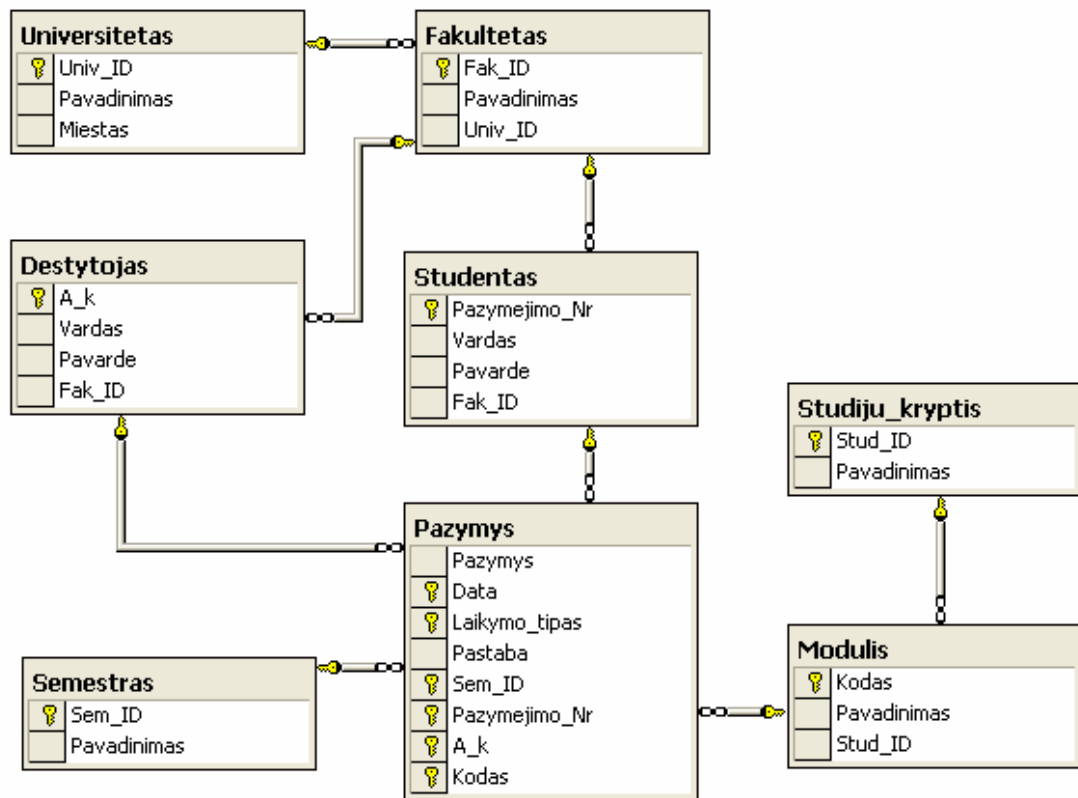 Universitetas
Univ_ID
Pavadinimas
Miestas
Fakultetas
Fak_ID
Pavadinimas
Univ_ID
Destytojas
A_k
Vardas
Pavarde
Fak_ID
Studentas
Pazymejimo_Nr
Vardas
Pavarde
Fak_ID
Studiju_kryptis
Stud_ID
Pavadinimas
Pazymys
Pazymys
Data
Laikymo_tipas
Pastaba
Sem_ID
Pazymejimo_Nr
A_k
Kodas
Semestras
Sem_ID
Pavadinimas
Modulis
Kodas
Pavadinimas
Stud_ID